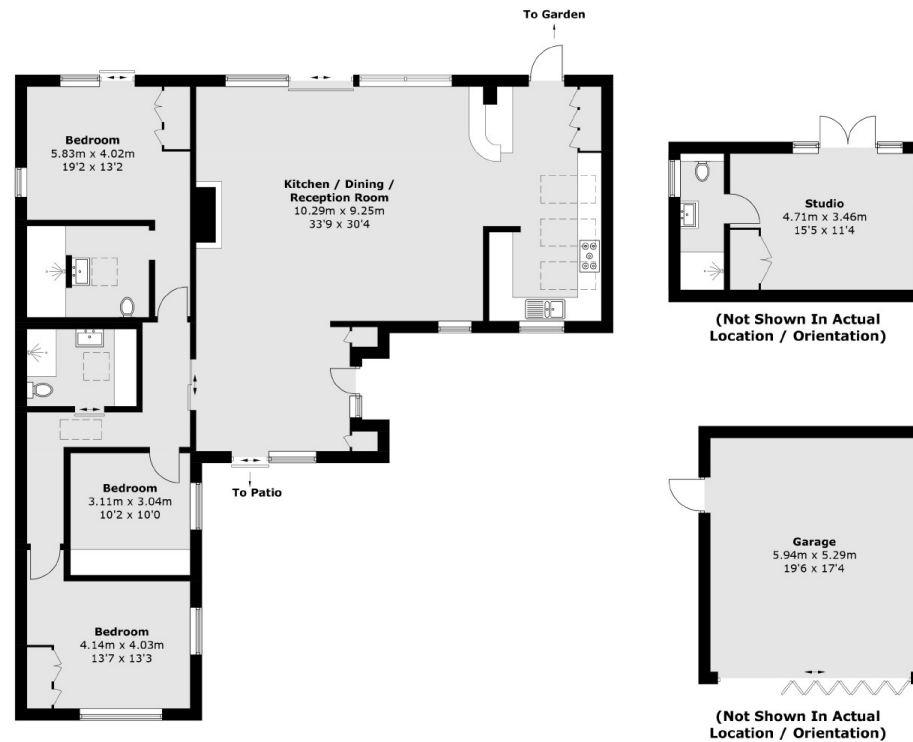 To Garden
Bedroom
5.83m x 4.02m
19'2 x 13'2
Kitchen / Dining /
Reception Room
10.29m x 9.25m
33'9 x 30'4
Studio
4.71m x 3.46m
15'5 x 11'4
(Not Shown In Actual
Location / Orientation)
Bedroom
3.11m x 3.04m
10'2 x 10'0
To Patio
Bedroom
4.14m x 4.03m
13'7 x 13'3
Garage
5.94m x 5.29m
19'6 x 17'4
(Not Shown In Actual
Location / Orientation)